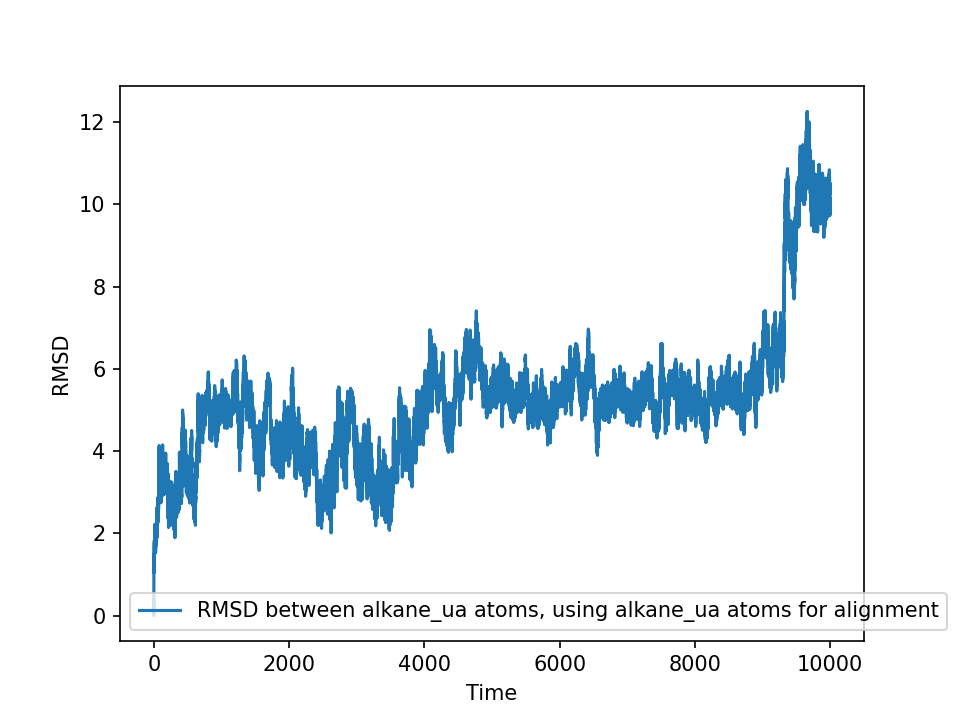 12
10
8
6
4
2
0
RMSD
RMSD between alkane_ua atoms, using alkane_ua atoms for alignment
0 2000 4000 6000 8000 10000
Time